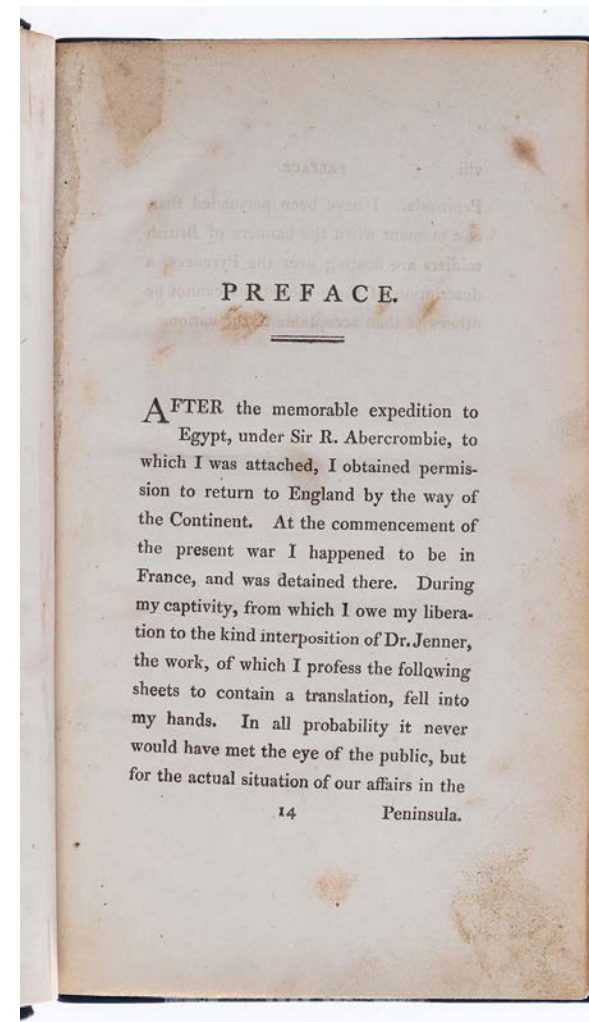 PREFACE.
AFTER the memorable expedition to
Egypt, under Sir R. Abercrombie, to
which I was attached, I obtained permis-
sion to return to England by the way of
the Continent. At the commencement of
the present war I happened to be in
France, and was detained there. During
my captivity, from which I owe my libera-
tion to the kind interposition of Dr. Jenner,
the work, of which I profess the following
sheets to contain a translation, fell into
my hands. In all probability it never
would have met the eye of the public, but
for the actual situation of our affairs in the
14 Peninsula.